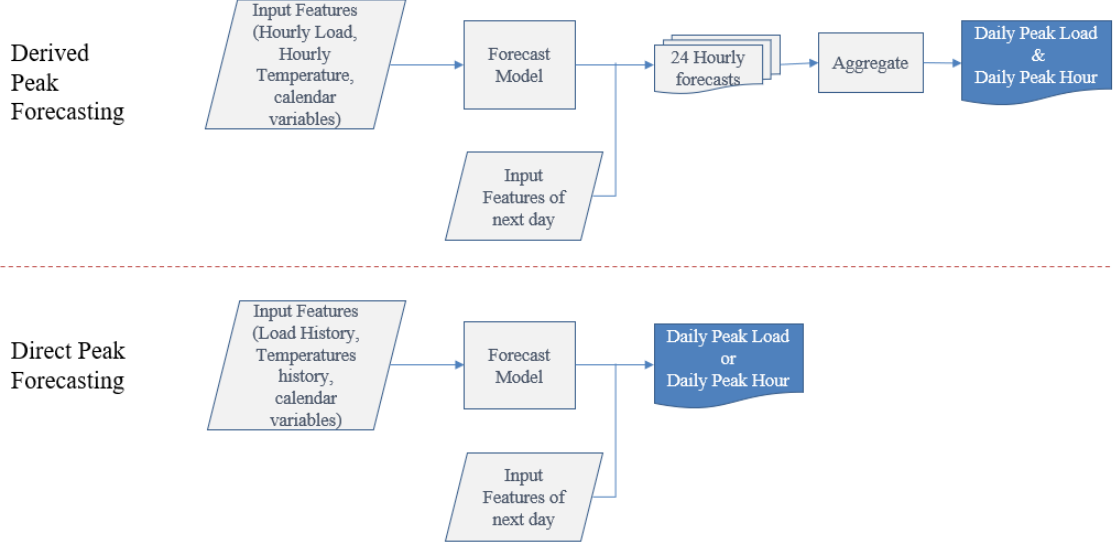 Derived
Peak
Forecasting
Input Features
(Hourly Load,
Hourly
Temperature,
calendar
variables)
Forecast
Model
24 Hourly
forecasts
Aggregate
Daily Peak Load
&
Daily Peak Hour
Input
Features of
next day
Direct Peak
Forecasting
Input Features
(Load History,
Temperatures
history,
calendar
variables)
Forecast
Model
Daily Peak Load
or
Daily Peak Hour
Input
Features of
next day